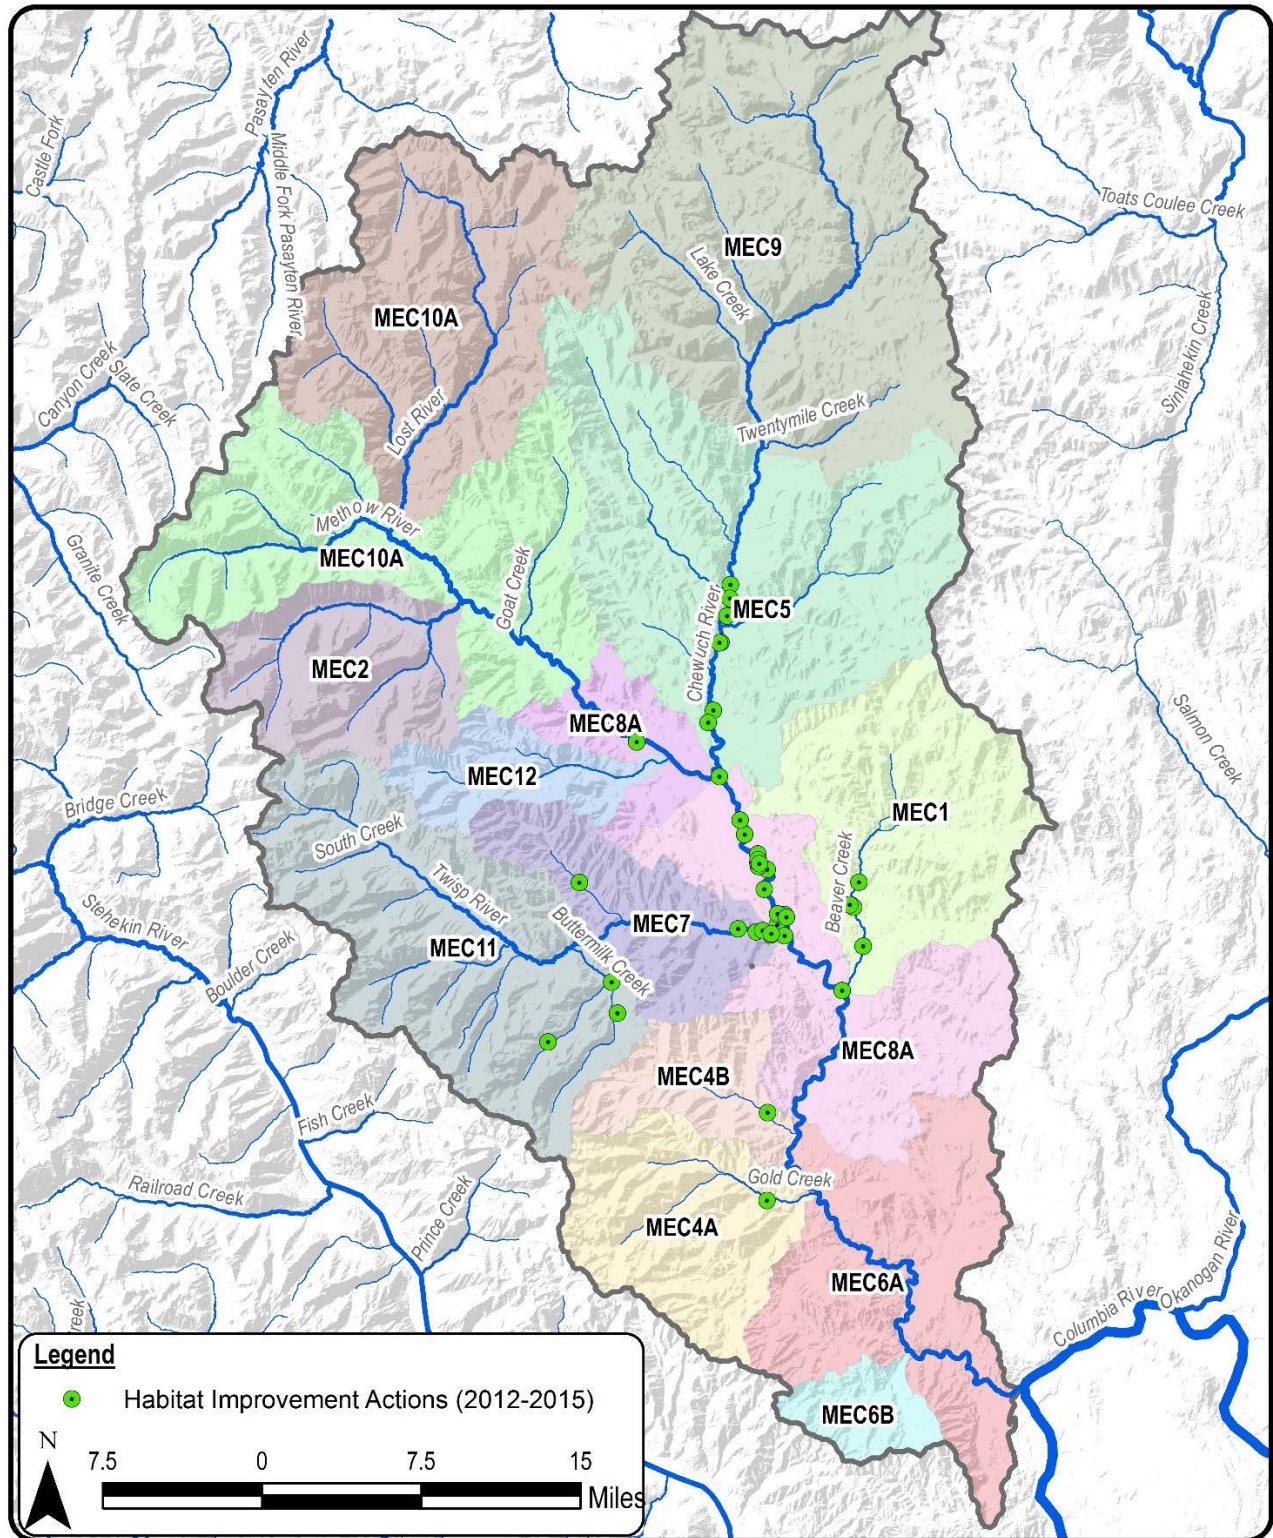 Pasayten River
Castle Fork
Middle Fork Pasayten River
Toats Coulee Creek
MEC9
Lake Creek
MEC10A
Sinlahekin Creek
Canyon Creek
Slate Creek
Lost River
Twentymile Creek
Methow River
MEC10A
Granite Creek
Goat Creek
MEC5
Chewuch River
MEC2
MEC8A
Salmon Creek
MEC12
Bridge Creek
MEC1
South Creek
Beaver Creek
Twisp River
Stehekin River
Buttermilk Creek
MEC7
MEC11
Boulder Creek
MEC8A
MEC4B
Fish Creek
Railroad Creek
Gold Creek
Prince Creek
MEC4A
MEC6A
Columbia River
Okanogan River
reek
MEC6B
Legend
Habitat Improvement Actions (2012-2015)
N
7.5 0 7.5 15
Miles